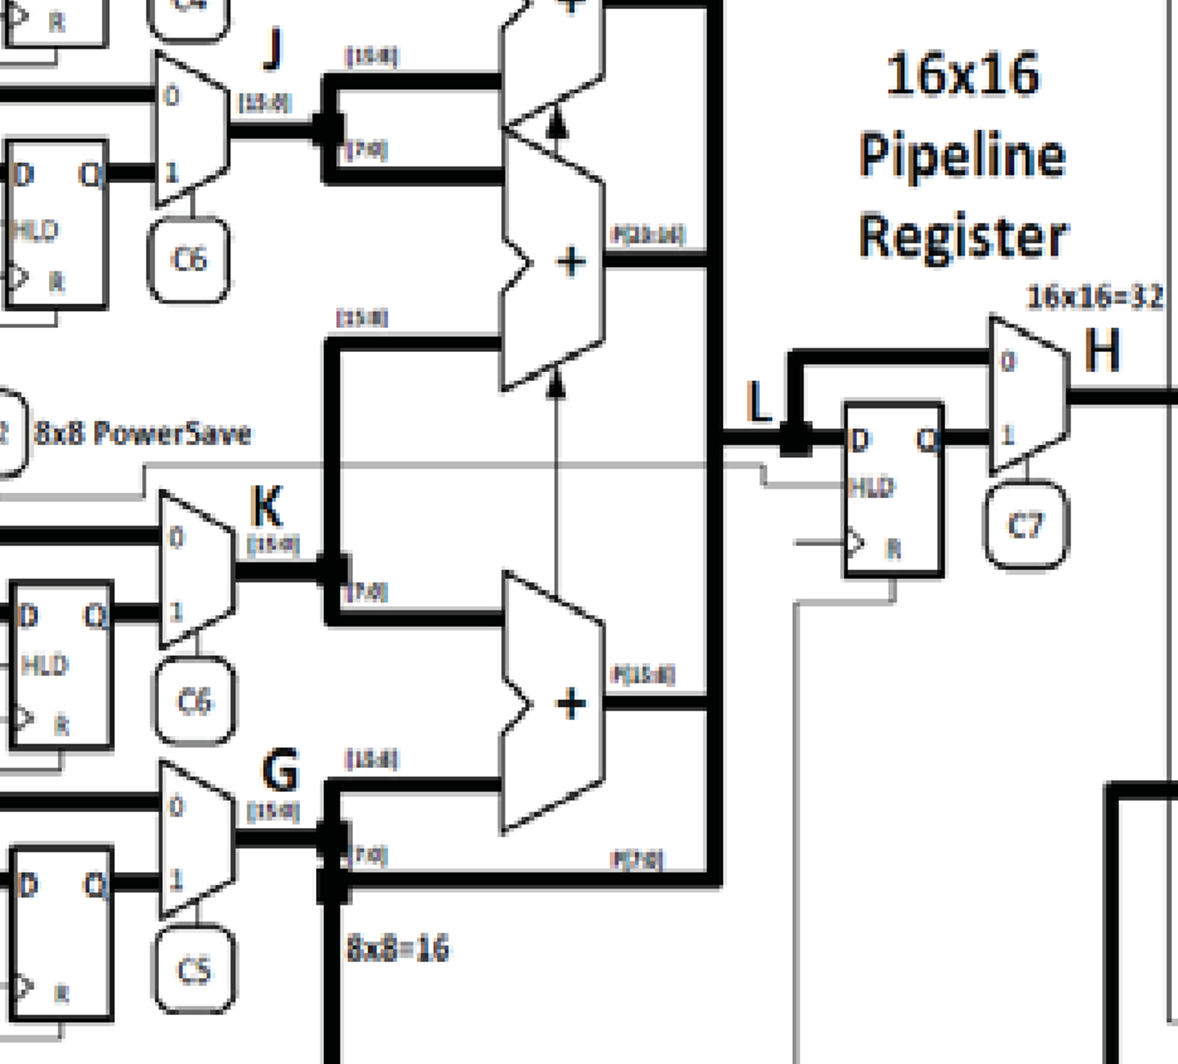 C4
R
J
[15:8]
+
16x16
Pipeline
Register
0
[15:0]
[7:0]
D Q
1
HLD
R
C6
P[23:16]
+
16x16=32
[15:8]
H
0
L
8x8 PowerSave
D Q
1
K
HLD
0
[15:0]
C7
R
[7:0]
D Q
1
HLD
R
C6
P[15:8]
+
G
[15:8]
0
[15:0]
[7:0]
P[7:0]
D Q
1
8x8=16
C5
R